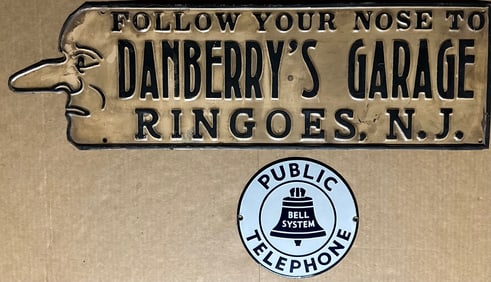 FOLLOW YOUR NOSE TO
DANBERRY'S GARAGE
RINGOES, N.J.
PUBLIC
BELL
SYSTEM
TELEPHONE